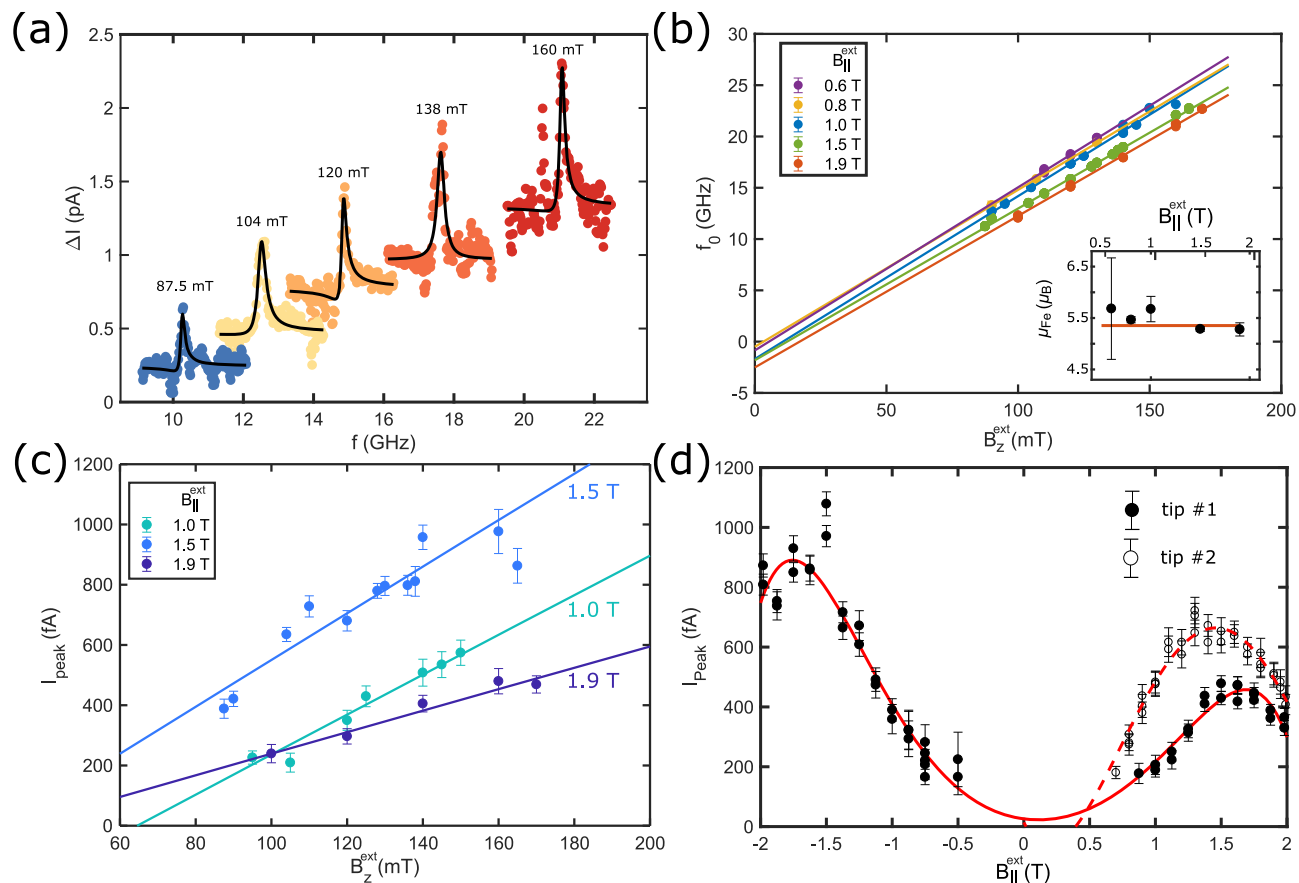 (a)
2.5
2
1.5
1
0.5
0
ΔI (pA)
87.5 mT
104 mT
120 mT
138 mT
160 mT
10 12 14 16 18 20 22
f (GHz)
(b)
30
25
20
15
10
5
0
-5
f0 (GHz)
B||ext
0.6 T
0.8 T
1.0 T
1.5 T
1.9 T
B||ext(T)
0.5 1 1.5 2
6.5
5.5
4.5
μFe (μB)
0 50 100 150 200
Bzext(mT)
(c)
1200
1000
800
600
400
200
0
Ipeak (fA)
B||ext
1.0 T
1.5 T
1.9 T
1.5 T
1.0 T
1.9 T
60 80 100 120 140 160 180 200
Bzext(mT)
(d)
1200
1000
800
600
400
200
0
IPeak (fA)
tip #1
tip #2
-2 -1.5 -1 -0.5 0 0.5 1 1.5 2
B||ext(T)